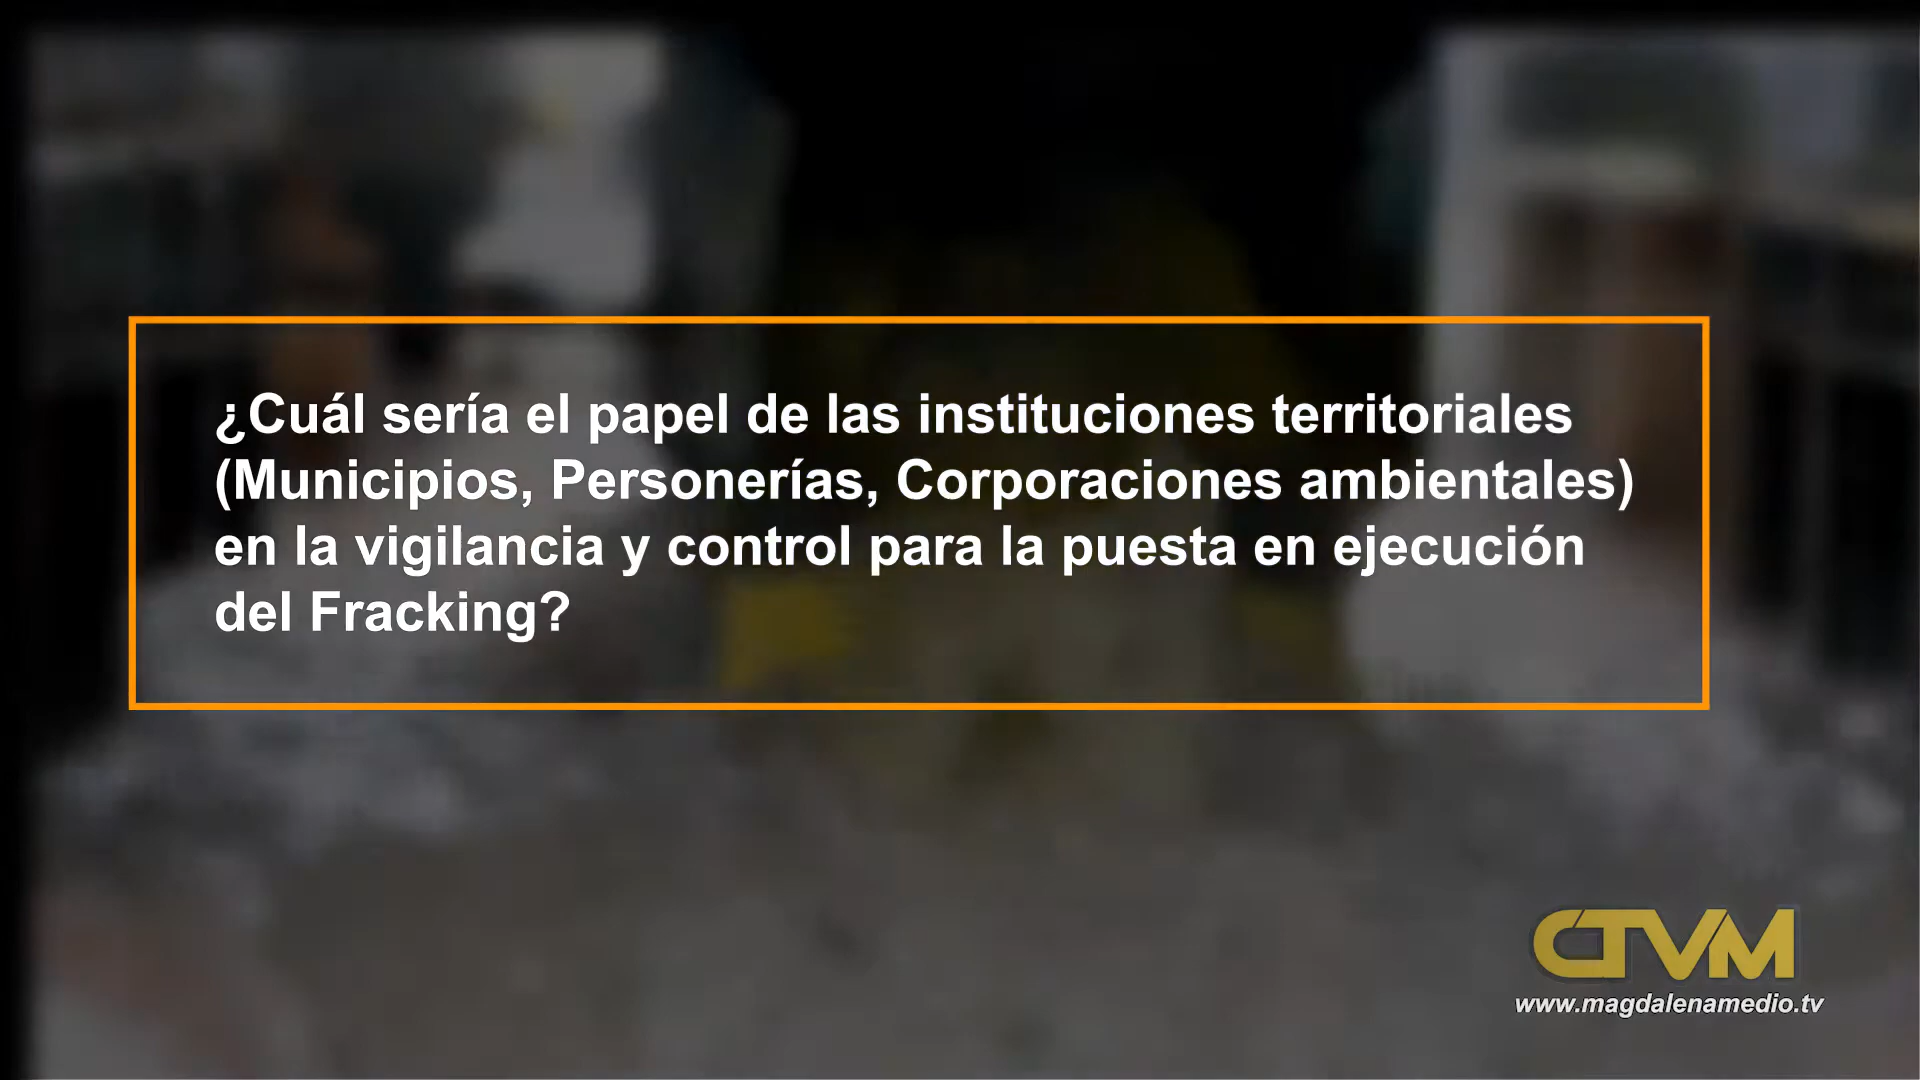 ¿Cuál sería el papel de las instituciones territoriales
(Municipios, Personerías, Corporaciones ambientales)
en la vigilancia y control para la puesta en ejecución
del Fracking?
CTVM
www.magdalenamedio.tv